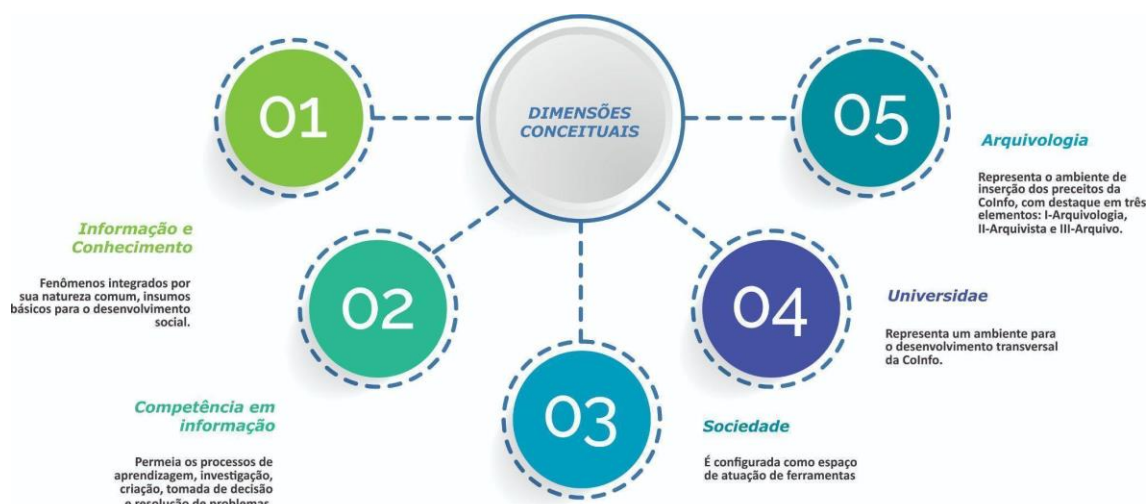 DIMENSÕES
CONCEITUAIS
01
Informação e
Conhecimento
Fenômenos integrados por
sua natureza comum, insumos
básicos para o desenvolvimento
social.
02
Competência em
informação
Permeia os processos de
aprendizagem, investigação,
criação, tomada de decisão
e resolução de problemas.
03
Sociedade
É configurada como espaço
de atuação de ferramentas
04
Universidae
Representa um ambiente para
o desenvolvimento transversal
da CoInfo.
05
Arquivologia
Representa o ambiente de
inserção dos preceitos da
CoInfo, com destaque em três
elementos: I-Arquivologia,
II-Arquivista e III-Arquivo.